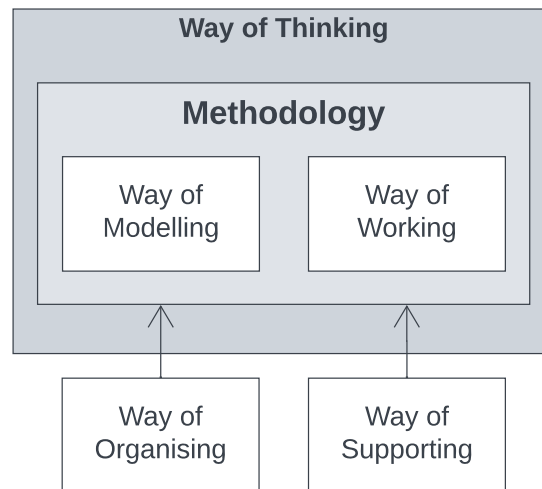 Way of Thinking
Methodology
Way of
Modelling
Way of
Working
Way of
Organising
Way of
Supporting